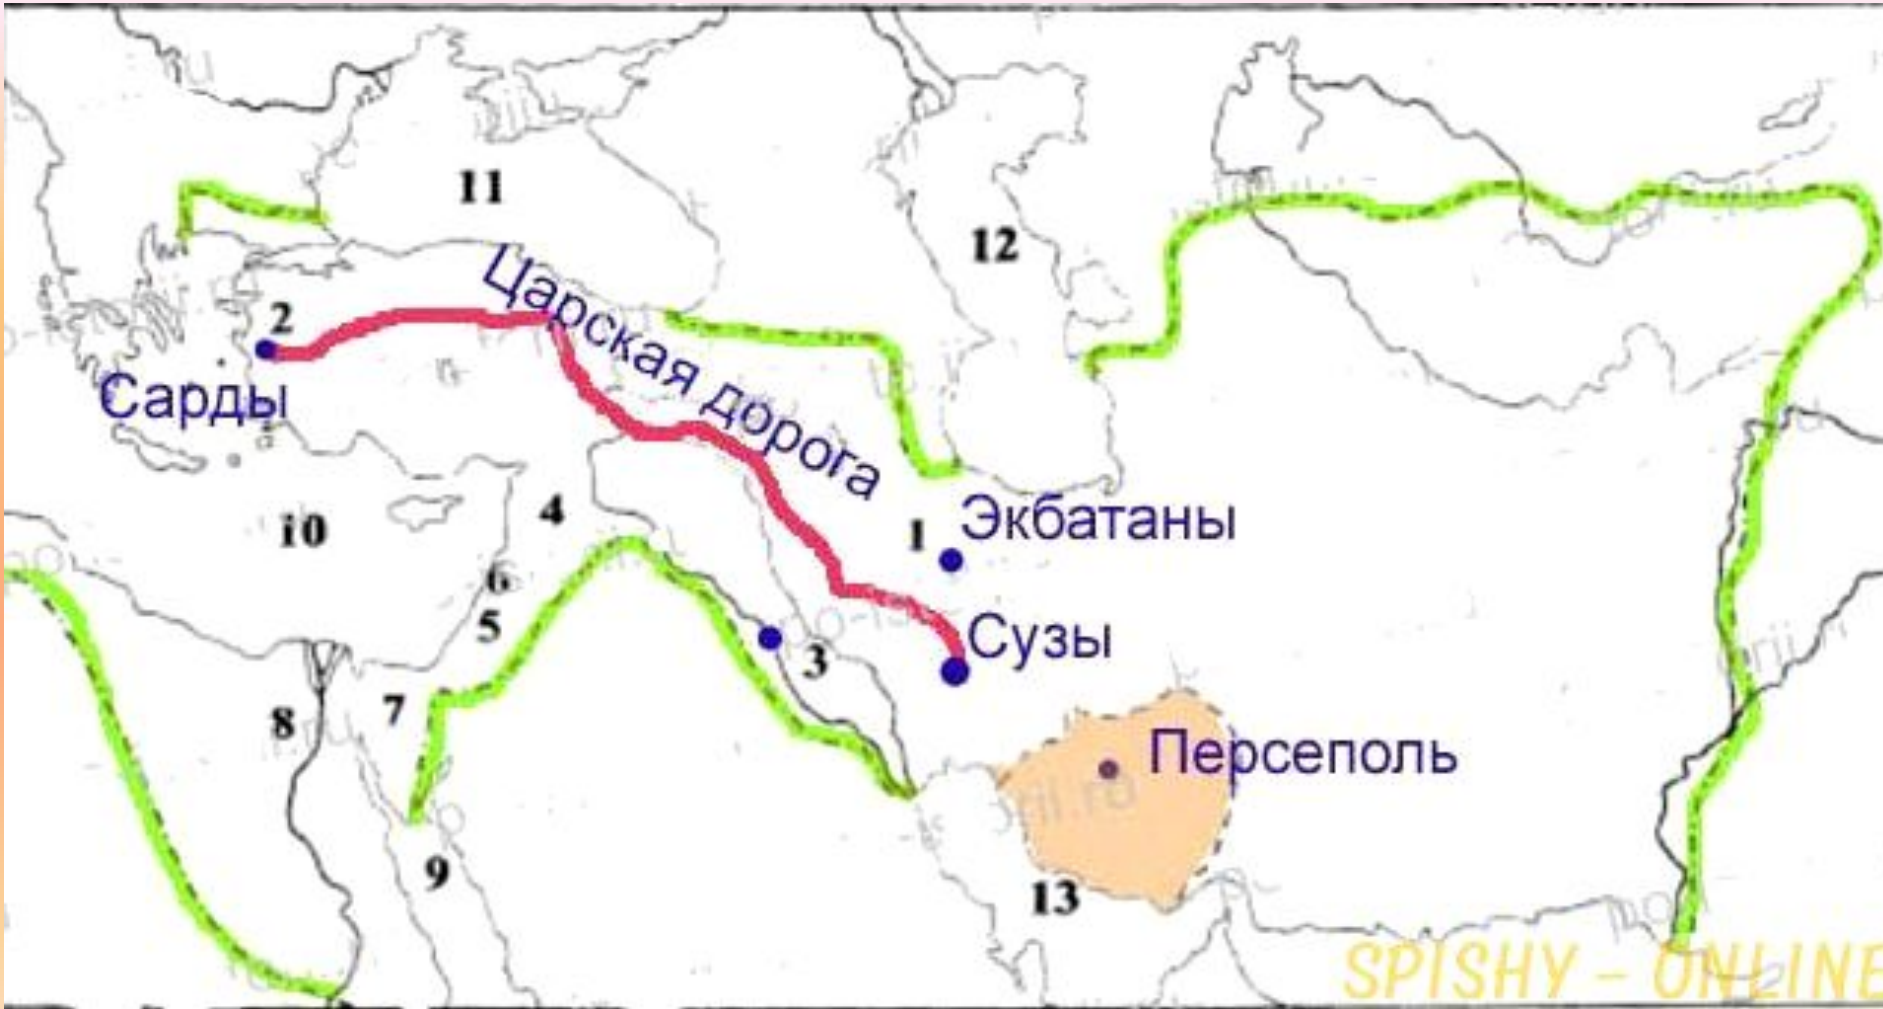 11
12
Царская дорога
2
Сарды
4
1
Экбатаны
10
6
5
Сузы
3
7
8
Персеполь
9
13
SPISHY - ONLINE